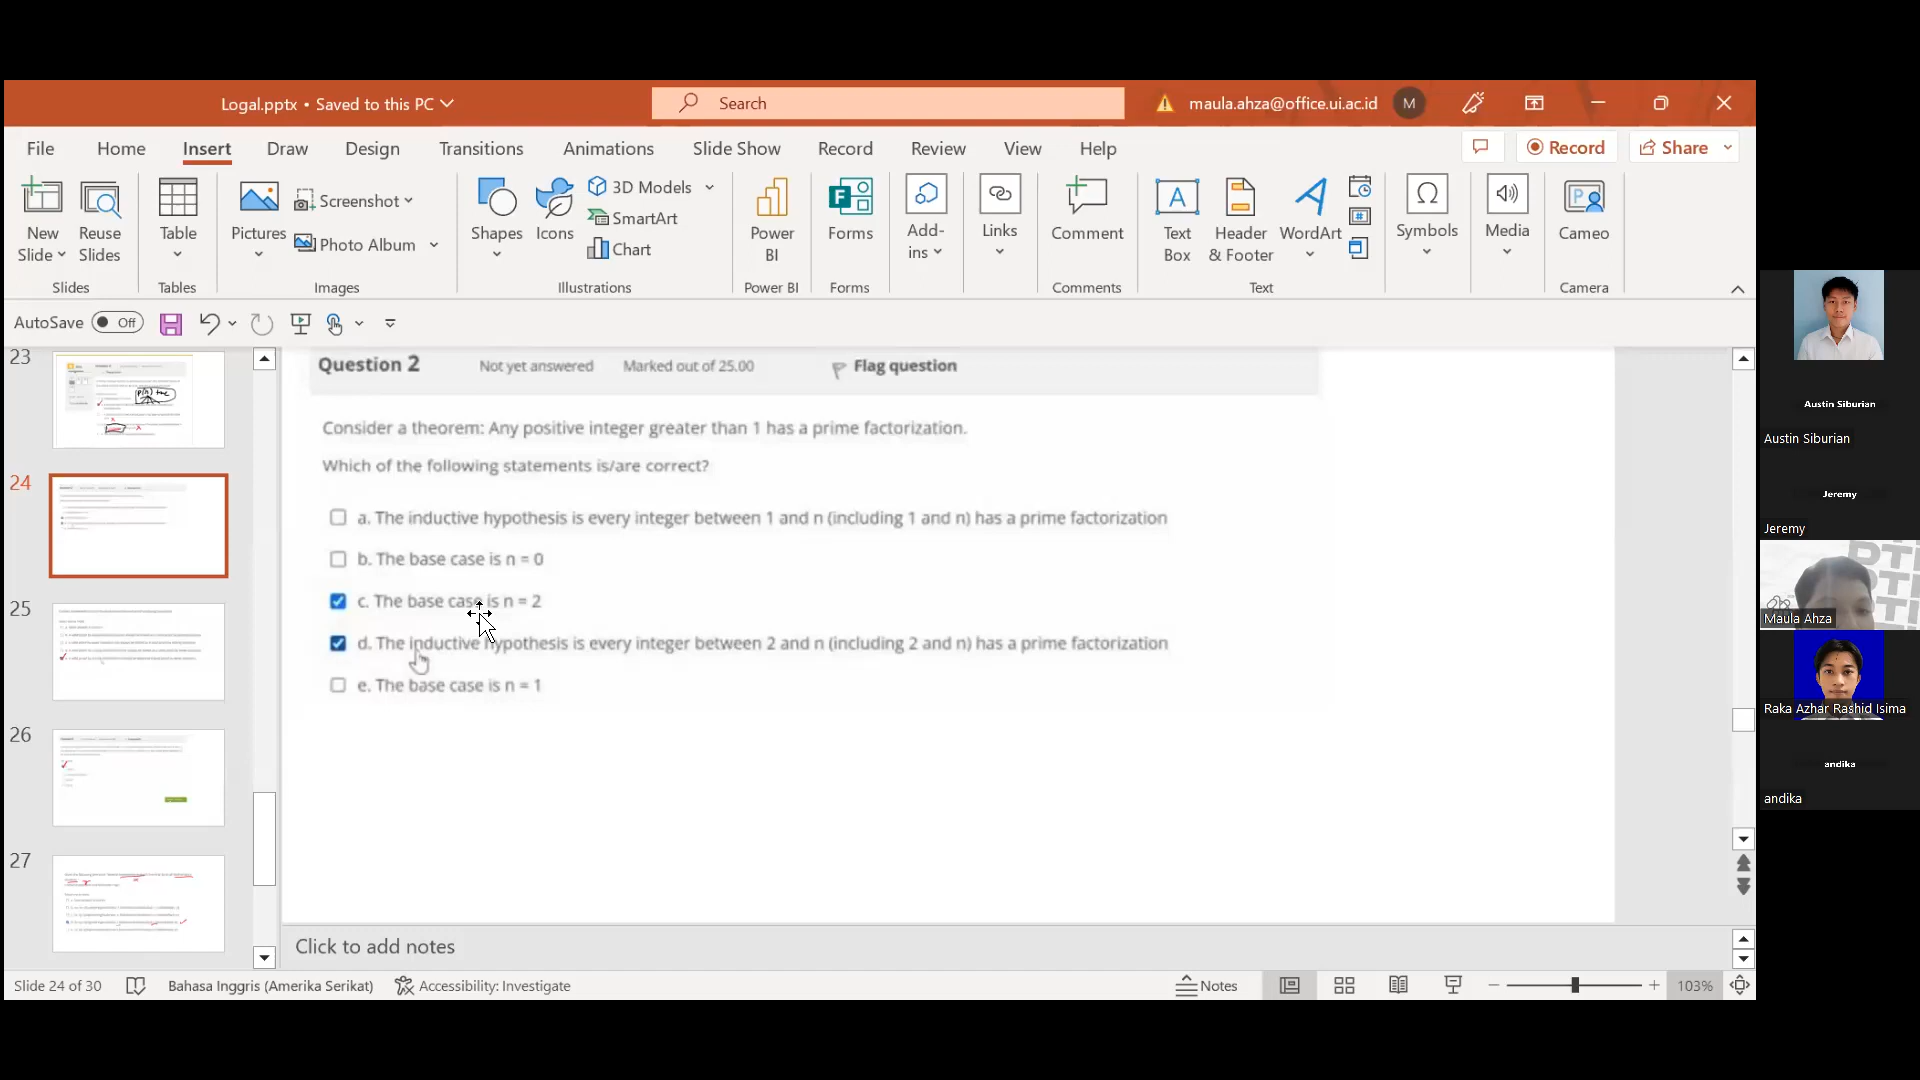 Logal.pptx • Saved to this PC
Search
maula.ahza@office.ui.ac.id
M
File Home Insert Draw Design Transitions Animations Slide Show Record Review View Help
Record
Share
New Slide
Reuse Slides
Table
Pictures
Screenshot
Photo Album
Shapes
Icons
3D Models
SmartArt
Chart
Power BI
Forms
Add-ins
Links
Comment
Text Box
Header & Footer
WordArt
Symbols
Media
Cameo
Slides Tables Images Illustrations Power BI Forms Comments Text Camera
AutoSave Off
23
24
25
26
27
Question 2 Not yet answered Marked out of 25.00 Flag question
Consider a theorem: Any positive integer greater than 1 has a prime factorization.
Which of the following statements is/are correct?
a. The inductive hypothesis is every integer between 1 and n (including 1 and n) has a prime factorization
b. The base case is n = 0
c. The base case is n = 2
d. The inductive hypothesis is every integer between 2 and n (including 2 and n) has a prime factorization
e. The base case is n = 1
Click to add notes
Slide 24 of 30 Bahasa Inggris (Amerika Serikat) Accessibility: Investigate Notes 103%
Austin Siburian
Austin Siburian
Jeremy
Jeremy
Maula Ahza
Raka Azhar Rashid Isima
andika
andika